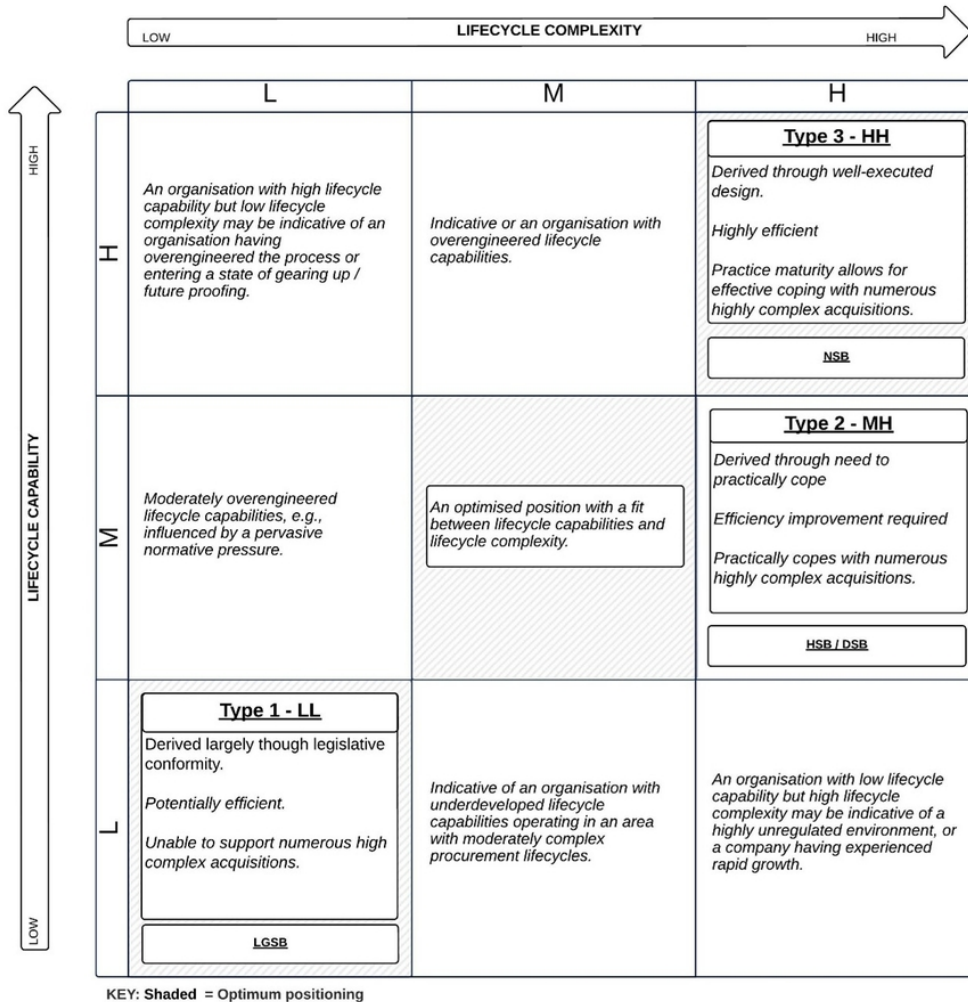 LIFECYCLE COMPLEXITY
LOW
HIGH
L
M
H
HIGH
LIFECYCLE CAPABILITY
LOW
H
An organisation with high lifecycle
capability but low lifecycle
complexity may be indicative of an
organisation having
overengineered the process or
entering a state of gearing up /
future proofing.
Indicative or an organisation with
overengineered lifecycle
capabilities.
Type 3 - HH
Derived through well-executed
design.
Highly efficient
Practice maturity allows for
effective coping with numerous
highly complex acquisitions.
NSB
M
Moderately overengineered
lifecycle capabilities, e.g.,
influenced by a pervasive
normative pressure.
An optimised position with a fit
between lifecycle capabilities and
lifecycle complexity.
Type 2 - MH
Derived through need to
practically cope
Efficiency improvement required
Practically copes with numerous
highly complex acquisitions.
HSB / DSB
L
Type 1 - LL
Derived largely though legislative
conformity.
Potentially efficient.
Unable to support numerous high
complex acquisitions.
LGSB
Indicative of an organisation with
underdeveloped lifecycle
capabilities operating in an area
with moderately complex
procurement lifecycles.
An organisation with low lifecycle
capability but high lifecycle
complexity may be indicative of a
highly unregulated environment, or
a company having experienced
rapid growth.
KEY: Shaded = Optimum positioning